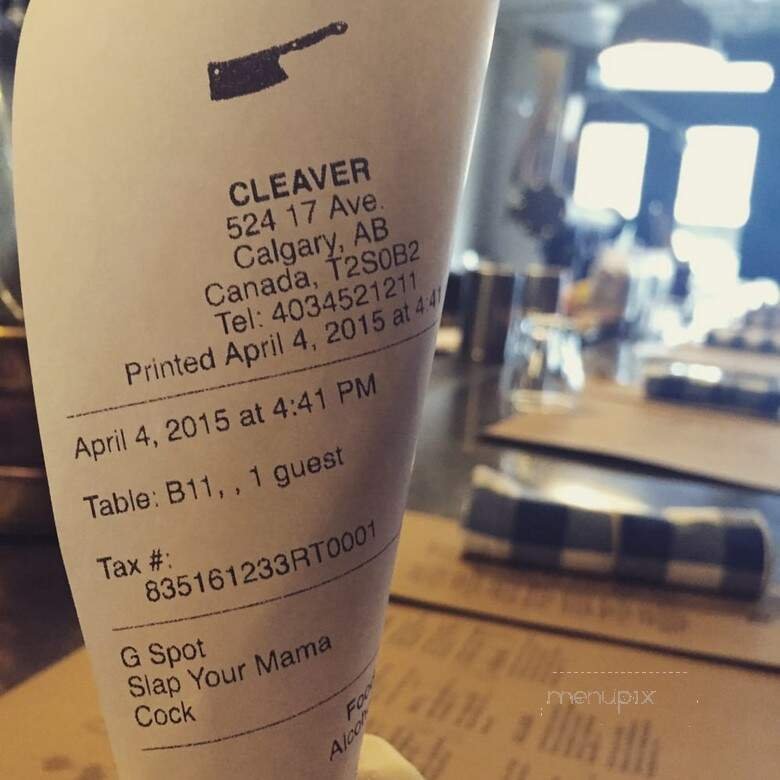 CLEAVER
524 17 Ave.
Calgary, AB
Canada, T2S0B2
Tel: 4034521211
Printed April 4, 2015 at 4:41
April 4, 2015 at 4:41 PM
Table: B11, , 1 guest
Tax #:
835161233RT0001
G Spot
Slap Your Mama
Cock
menupix